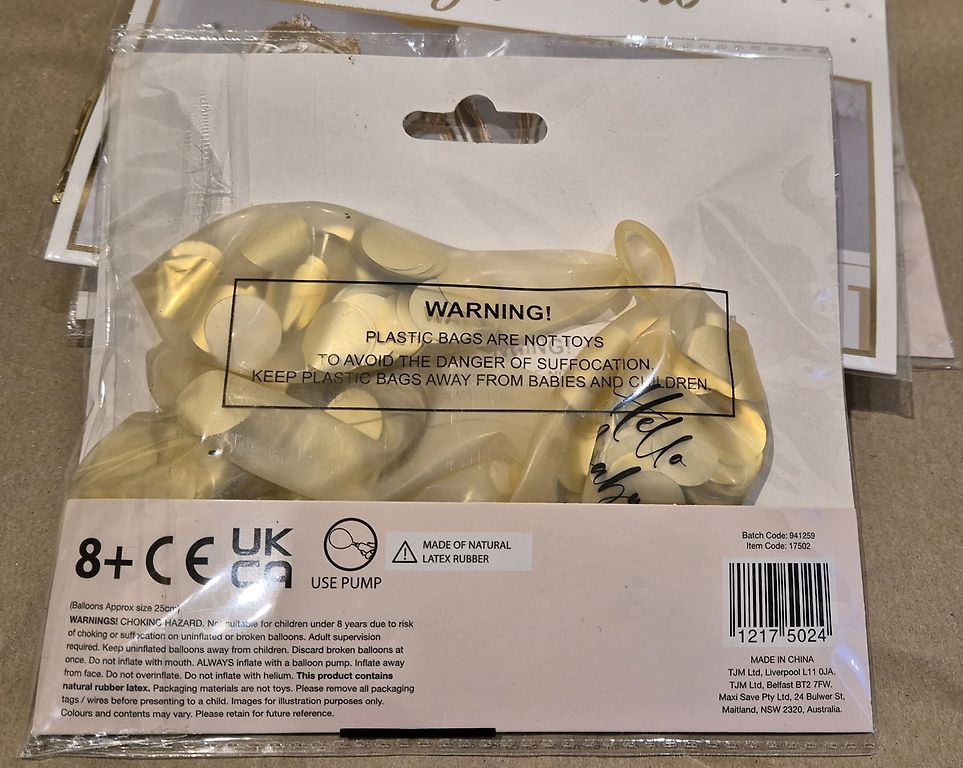 WARNING!
PLASTIC BAGS ARE NOT TOYS
TO AVOID THE DANGER OF SUFFOCATION,
KEEP PLASTIC BAGS AWAY FROM BABIES AND CHILDREN.
Hello
Baby
8+ CE UK CA
USE PUMP
MADE OF NATURAL
LATEX RUBBER
(Balloons Approx size 25cm)
WARNINGS! CHOKING HAZARD. Not suitable for children under 8 years due to risk
of choking or suffocation on uninflated or broken balloons. Adult supervision
required. Keep uninflated balloons away from children. Discard broken balloons at
once. Do not inflate with mouth. ALWAYS inflate with a balloon pump. Inflate away
from face. Do not overinflate. Do not inflate with helium. This product contains
natural rubber latex. Packaging materials are not toys. Please remove all packaging
tags / wires before presenting to a child. Images for illustration purposes only.
Colours and contents may vary. Please retain for future reference.
Batch Code: 941259
Item Code: 17502
1217 5024
MADE IN CHINA
TJM Ltd, Liverpool L11 0JA.
TJM Ltd, Belfast BT2 7FW.
Maxi Save Pty Ltd, 24 Bulwer St,
Maitland, NSW 2320, Australia.